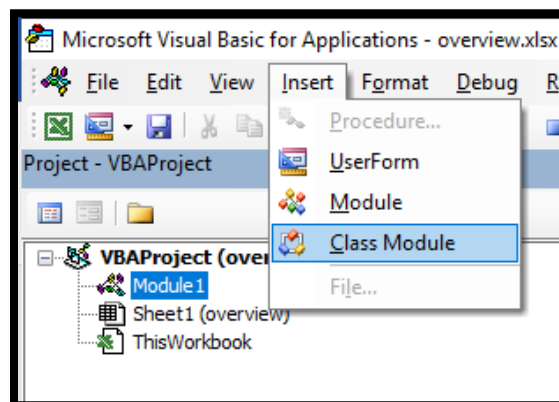 Microsoft Visual Basic for Applications - overview.xlsx
File Edit View Insert Format Debug R
Procedure...
Project - VBAProject
UserForm
Module
Class Module
VBAProject (over
File...
Module1
Sheet1 (overview)
ThisWorkbook